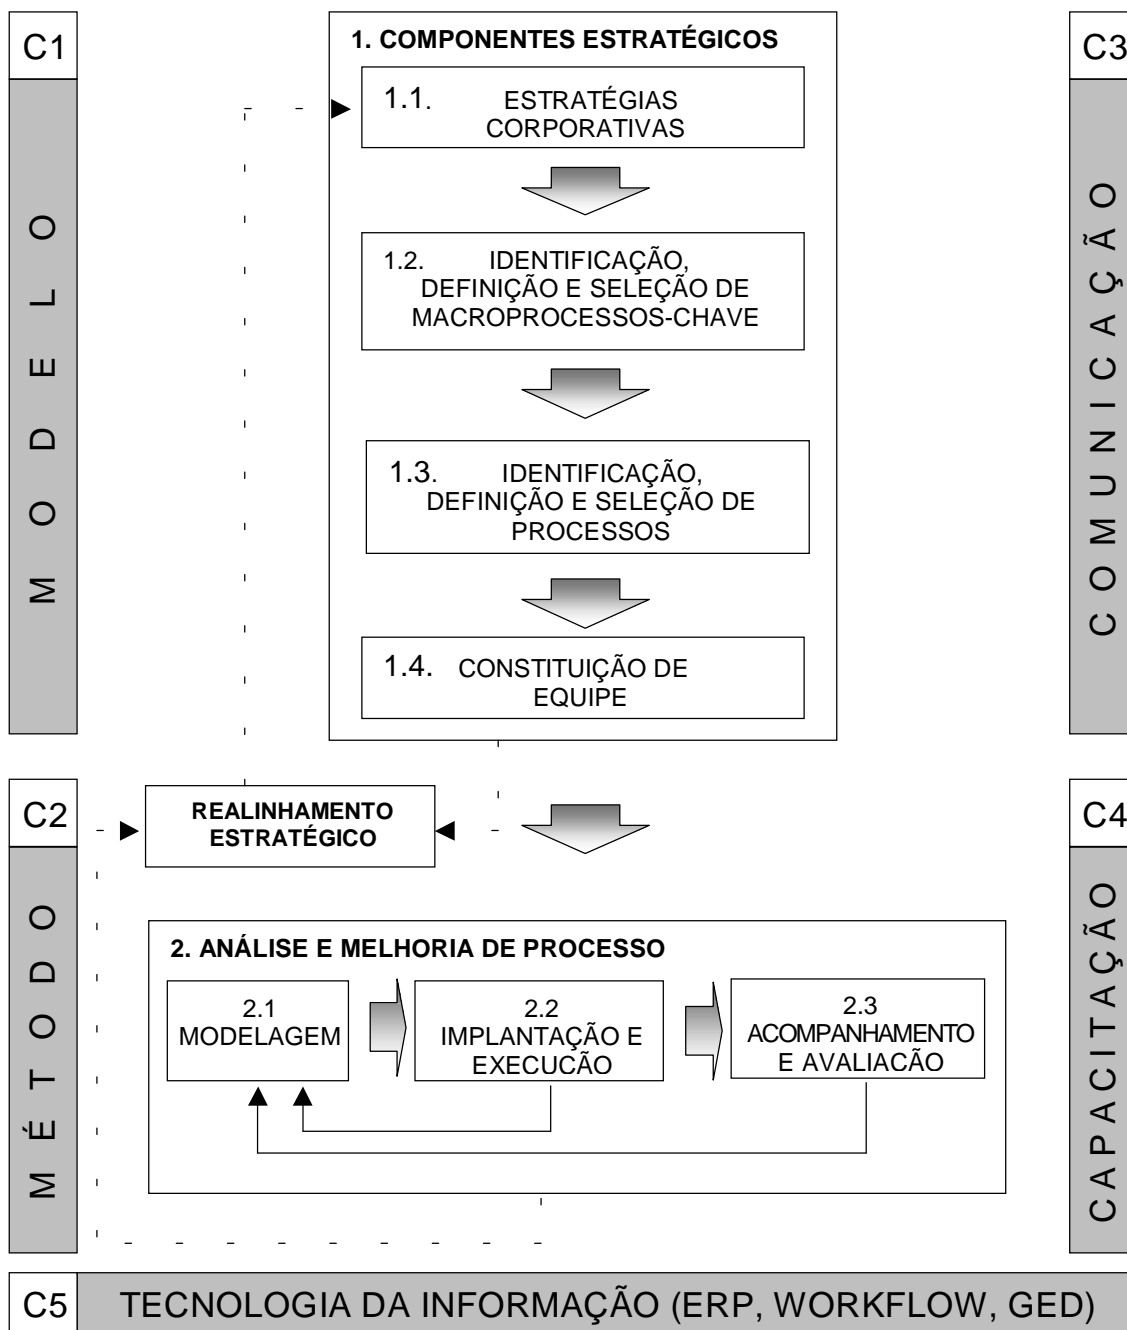 C1
MODELO
1. COMPONENTES ESTRATÉGICOS
1.1. ESTRATÉGIAS
CORPORATIVAS
1.2. IDENTIFICAÇÃO,
DEFINIÇÃO E SELEÇÃO DE
MACROPROCESSOS-CHAVE
1.3. IDENTIFICAÇÃO,
DEFINIÇÃO E SELEÇÃO DE
PROCESSOS
1.4. CONSTITUIÇÃO DE
EQUIPE
C3
COMUNICAÇÃO
C2
MÉTODO
REALINHAMENTO
ESTRATÉGICO
2. ANÁLISE E MELHORIA DE PROCESSO
2.1
MODELAGEM
2.2
IMPLANTAÇÃO E
EXECUCÃO
2.3
ACOMPANHAMENTO
E AVALIACÃO
C4
CAPACITAÇÃO
C5
TECNOLOGIA DA INFORMAÇÃO (ERP, WORKFLOW, GED)